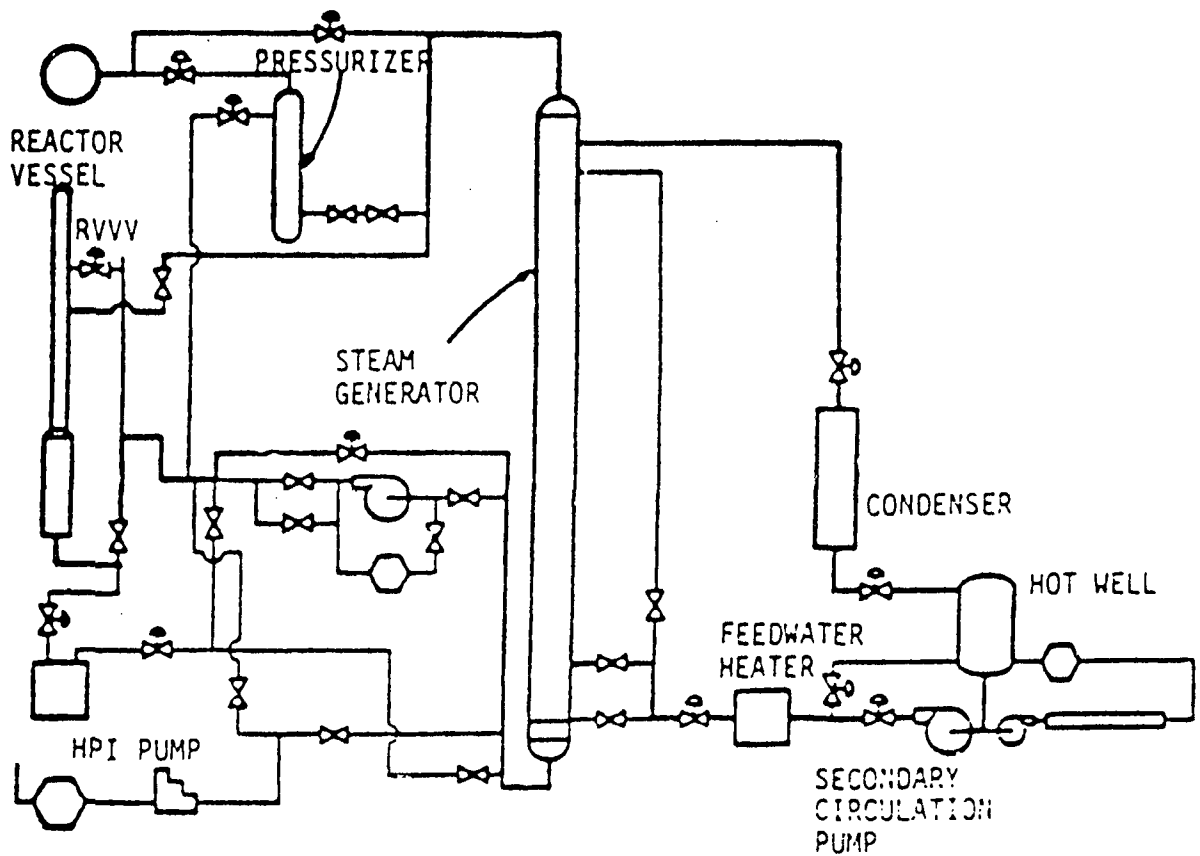 PRESSURIZER
REACTOR
VESSEL
RVVV
STEAM
GENERATOR
CONDENSER
HOT WELL
FEEDWATER
HEATER
HPI PUMP
SECONDARY
CIRCULATION
PUMP